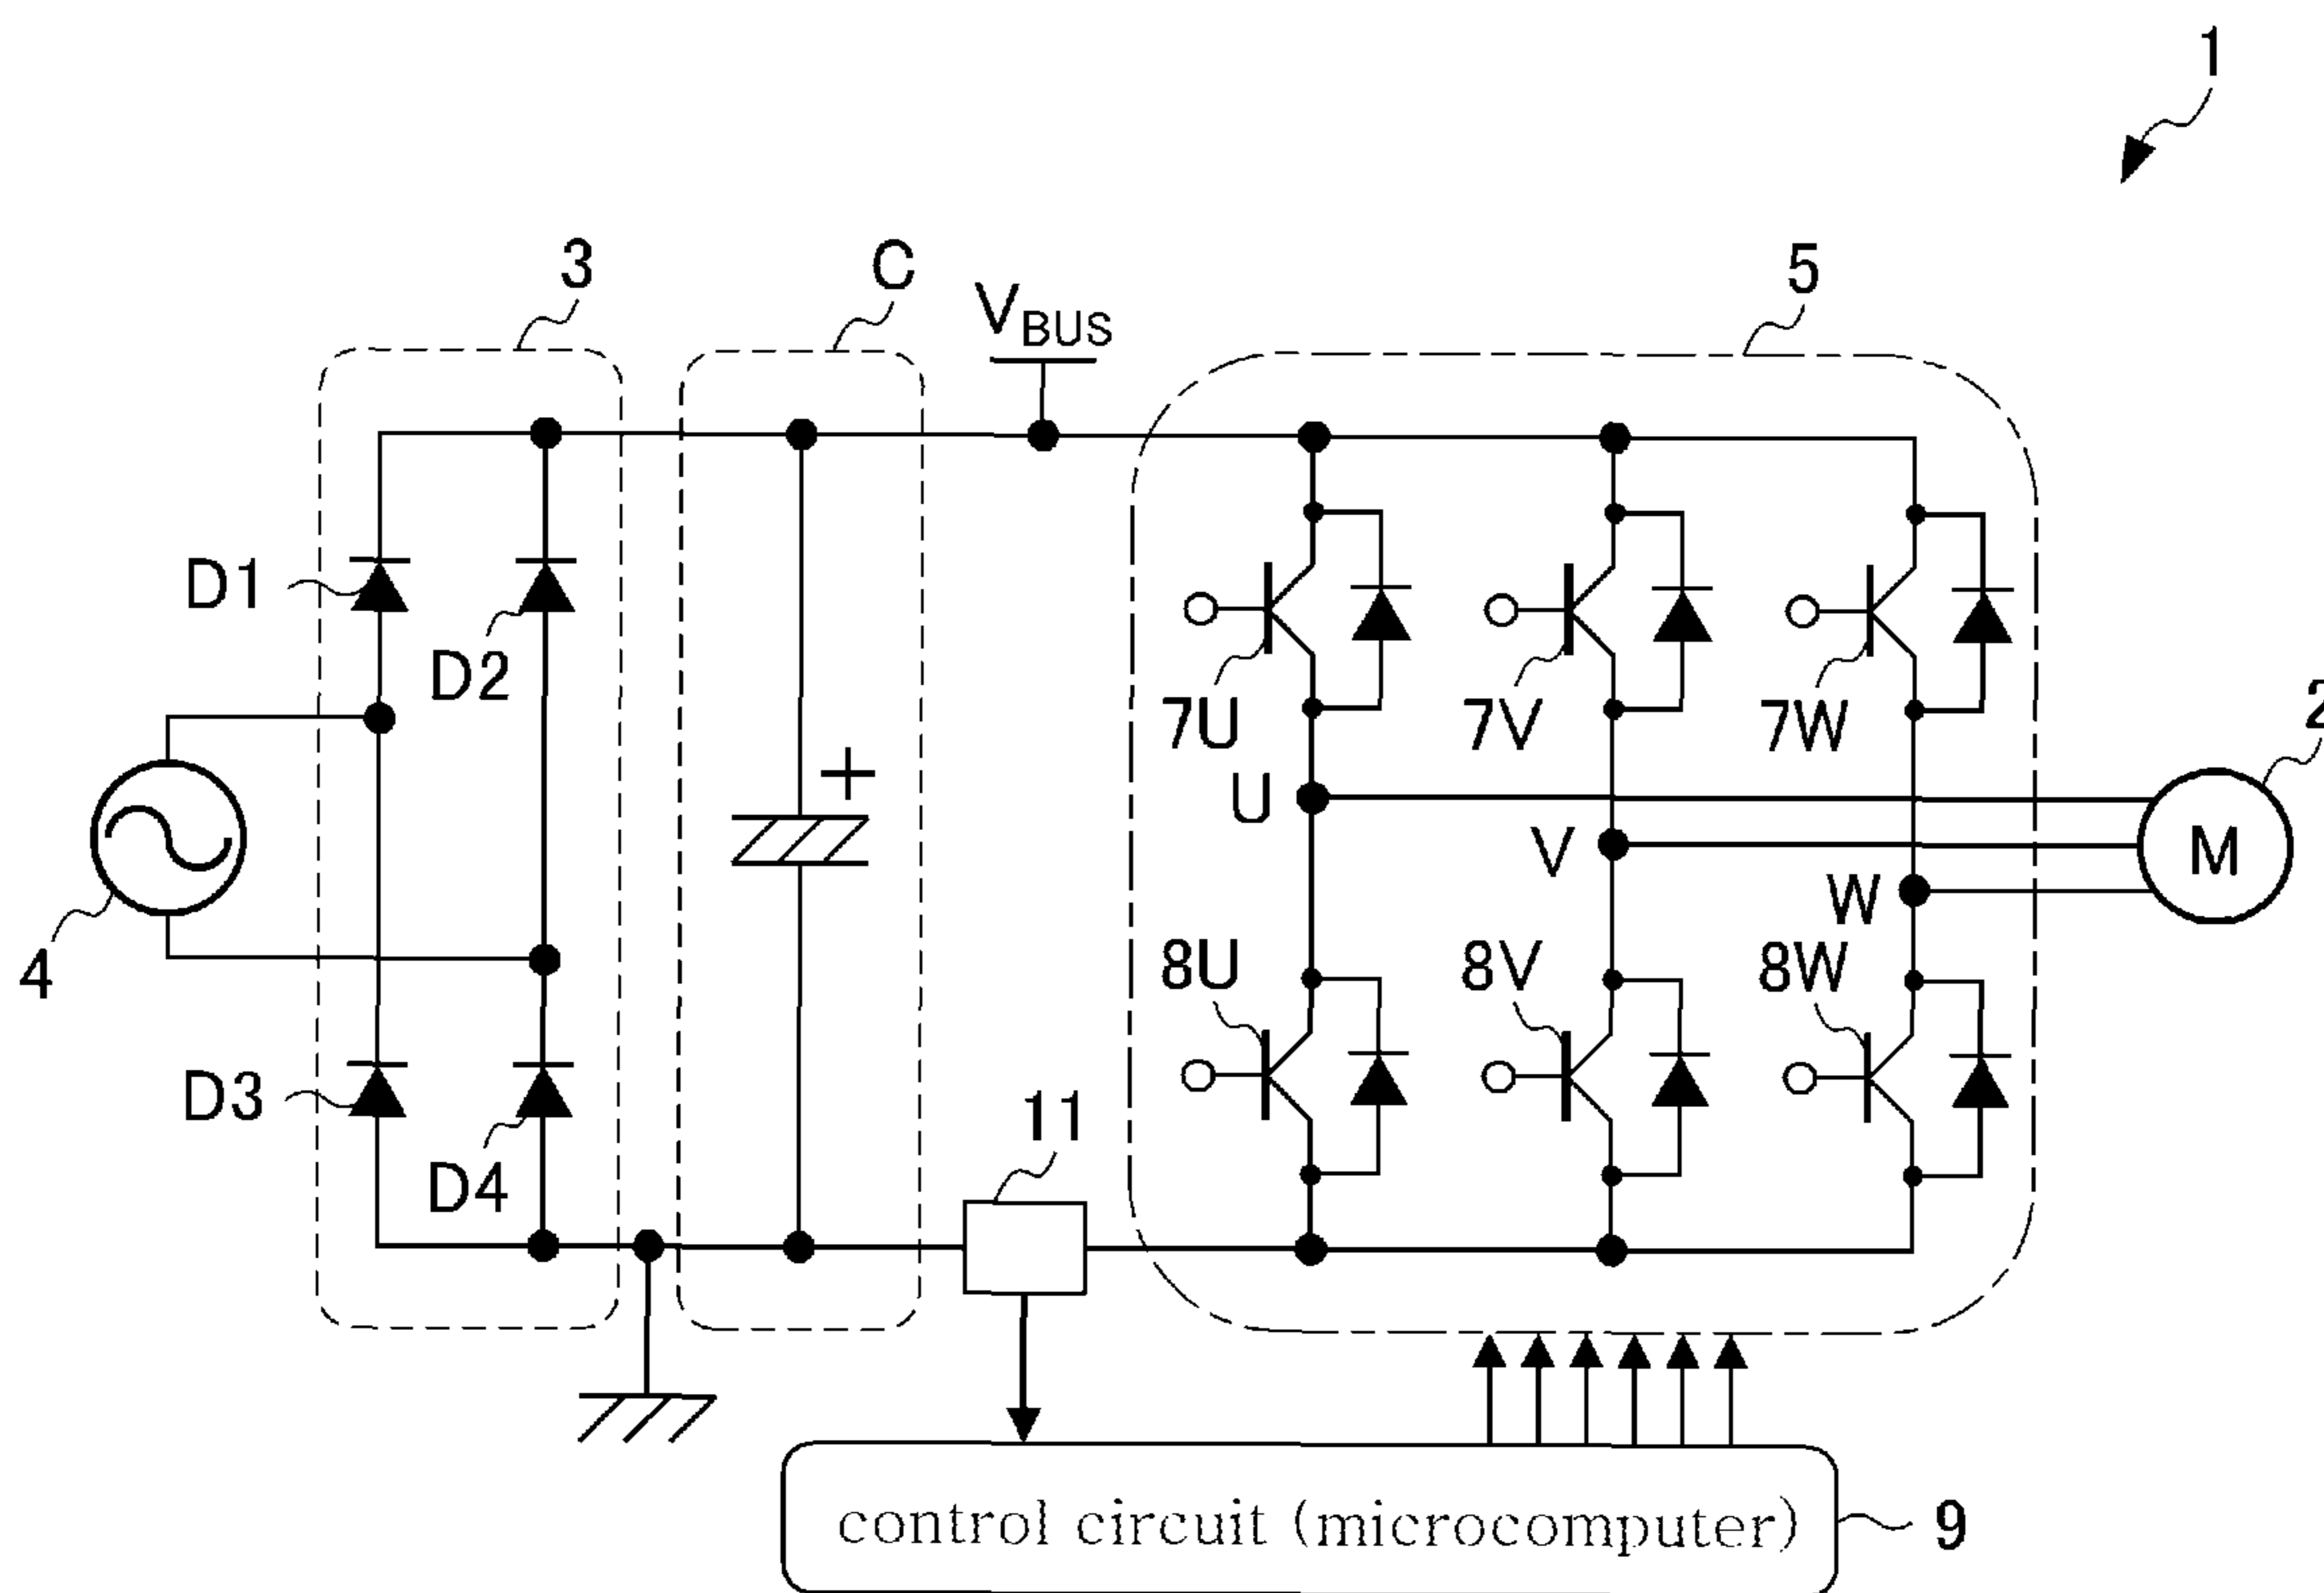 1
3
C
V_BUS
5
D1
D2
7U
7V
7W
2
U
V
W
M
4
8U
8V
8W
D3
D4
11
control circuit (microcomputer)
9